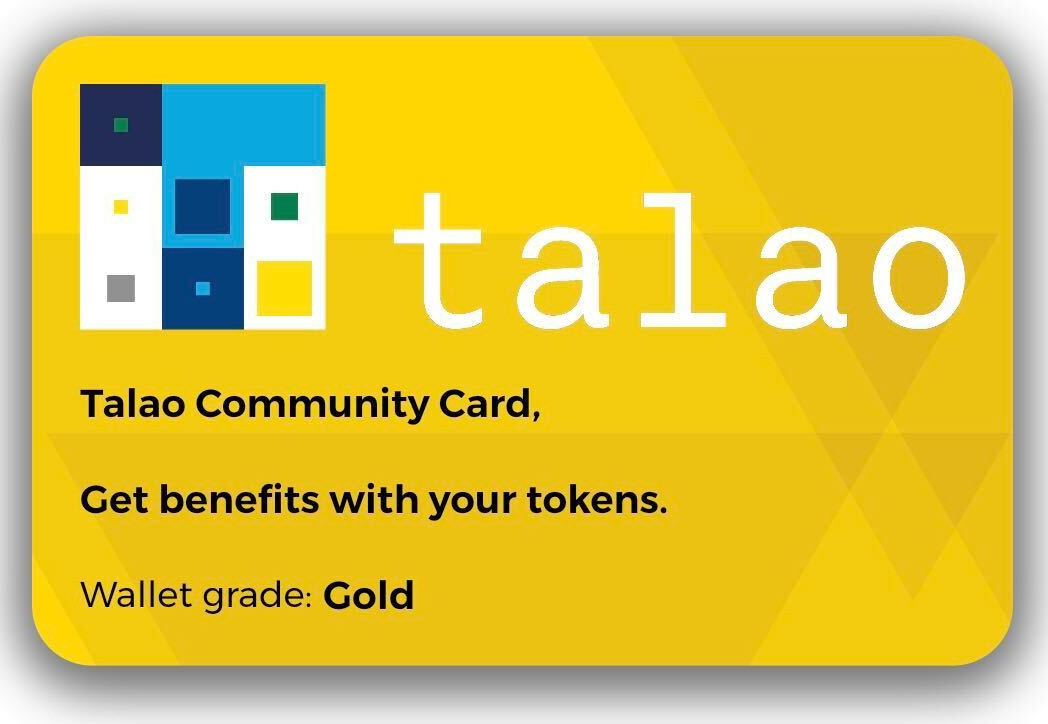 talao
Talao Community Card,
Get benefits with your tokens.
Wallet grade: Gold